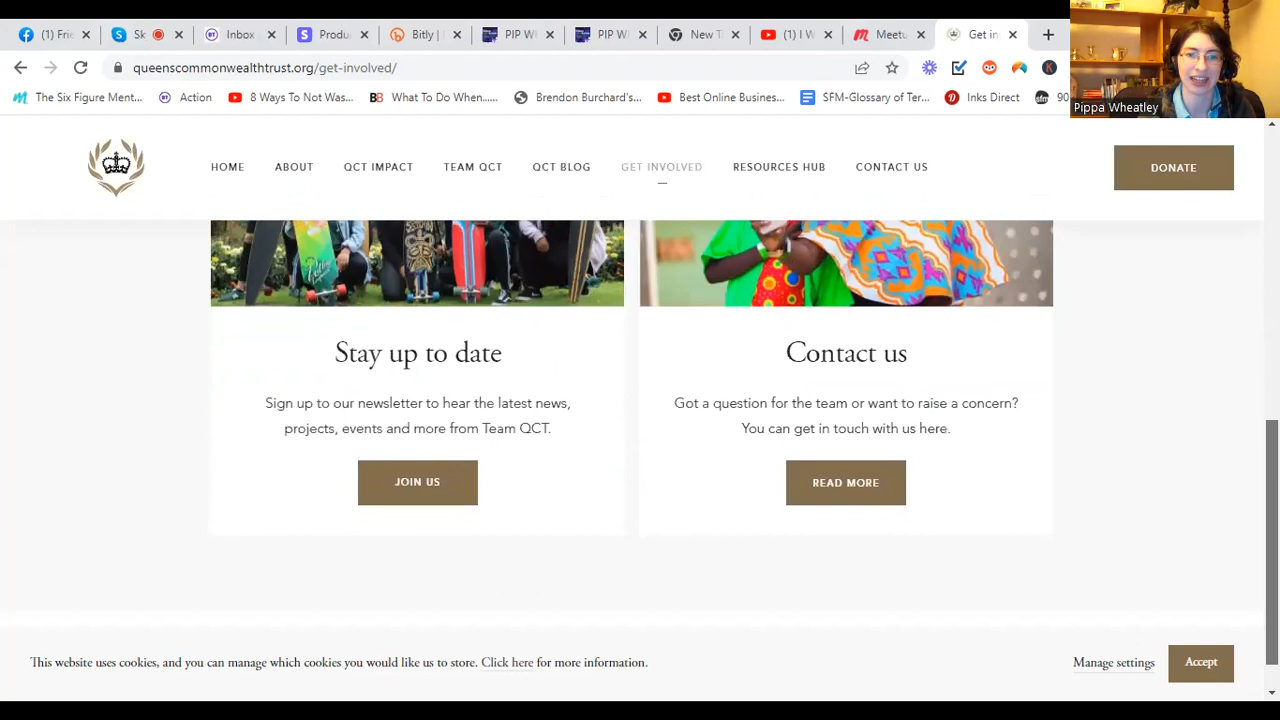 (1) Frie
Sk
Inbox
Produ
Bitly |
PIP W
PIP W
New T
(1) I W
Meetu
Get in
queenscommonwealthtrust.org/get-involved/
The Six Figure Ment...
Action
8 Ways To Not Was...
What To Do When......
Brendon Burchard's...
Best Online Business...
SFM-Glossary of Ter...
Inks Direct
90
Pippa Wheatley
HOME
ABOUT
QCT IMPACT
TEAM QCT
QCT BLOG
GET INVOLVED
RESOURCES HUB
CONTACT US
DONATE
Stay up to date
Sign up to our newsletter to hear the latest news,
projects, events and more from Team QCT.
JOIN US
Contact us
Got a question for the team or want to raise a concern?
You can get in touch with us here.
READ MORE
This website uses cookies, and you can manage which cookies you would like us to store. Click here for more information.
Manage settings
Accept